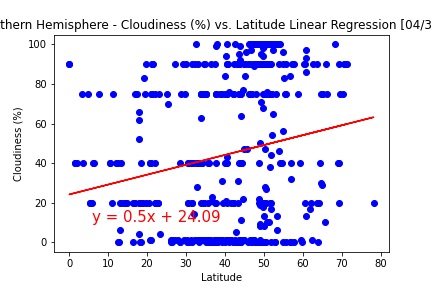 thern Hemisphere - Cloudiness (%) vs. Latitude Linear Regression [04/3
100
80
60
40
20
0
Cloudiness (%)
y = 0.5x + 24.09
0 10 20 30 40 50 60 70 80
Latitude